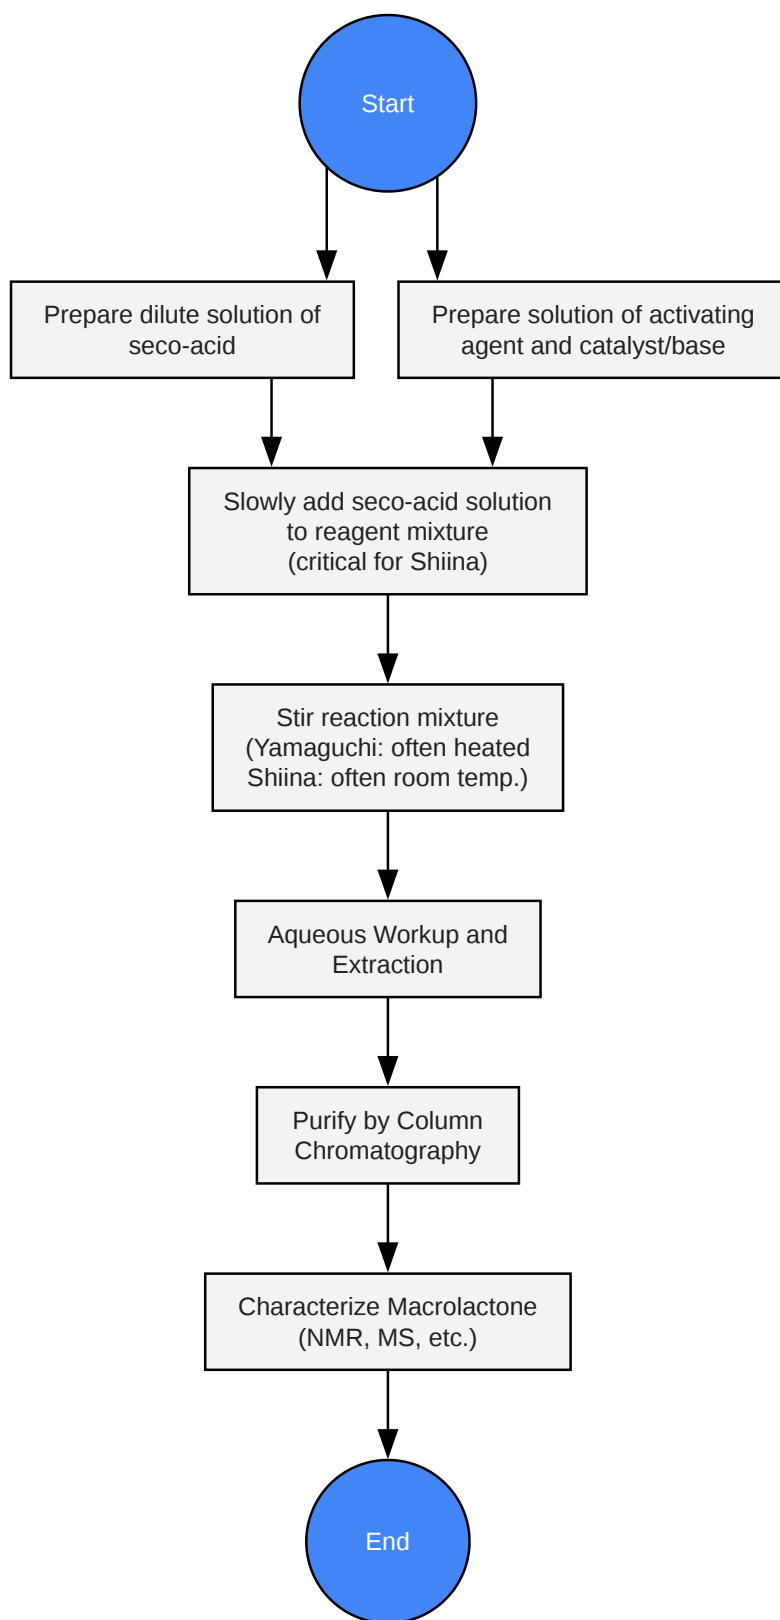 Start
Prepare dilute solution of
seco-acid
Prepare solution of activating
agent and catalyst/base
Slowly add seco-acid solution
to reagent mixture
(critical for Shiina)
Stir reaction mixture
(Yamaguchi: often heated
Shiina: often room temp.)
Aqueous Workup and
Extraction
Purify by Column
Chromatography
Characterize Macrolactone
(NMR, MS, etc.)
End